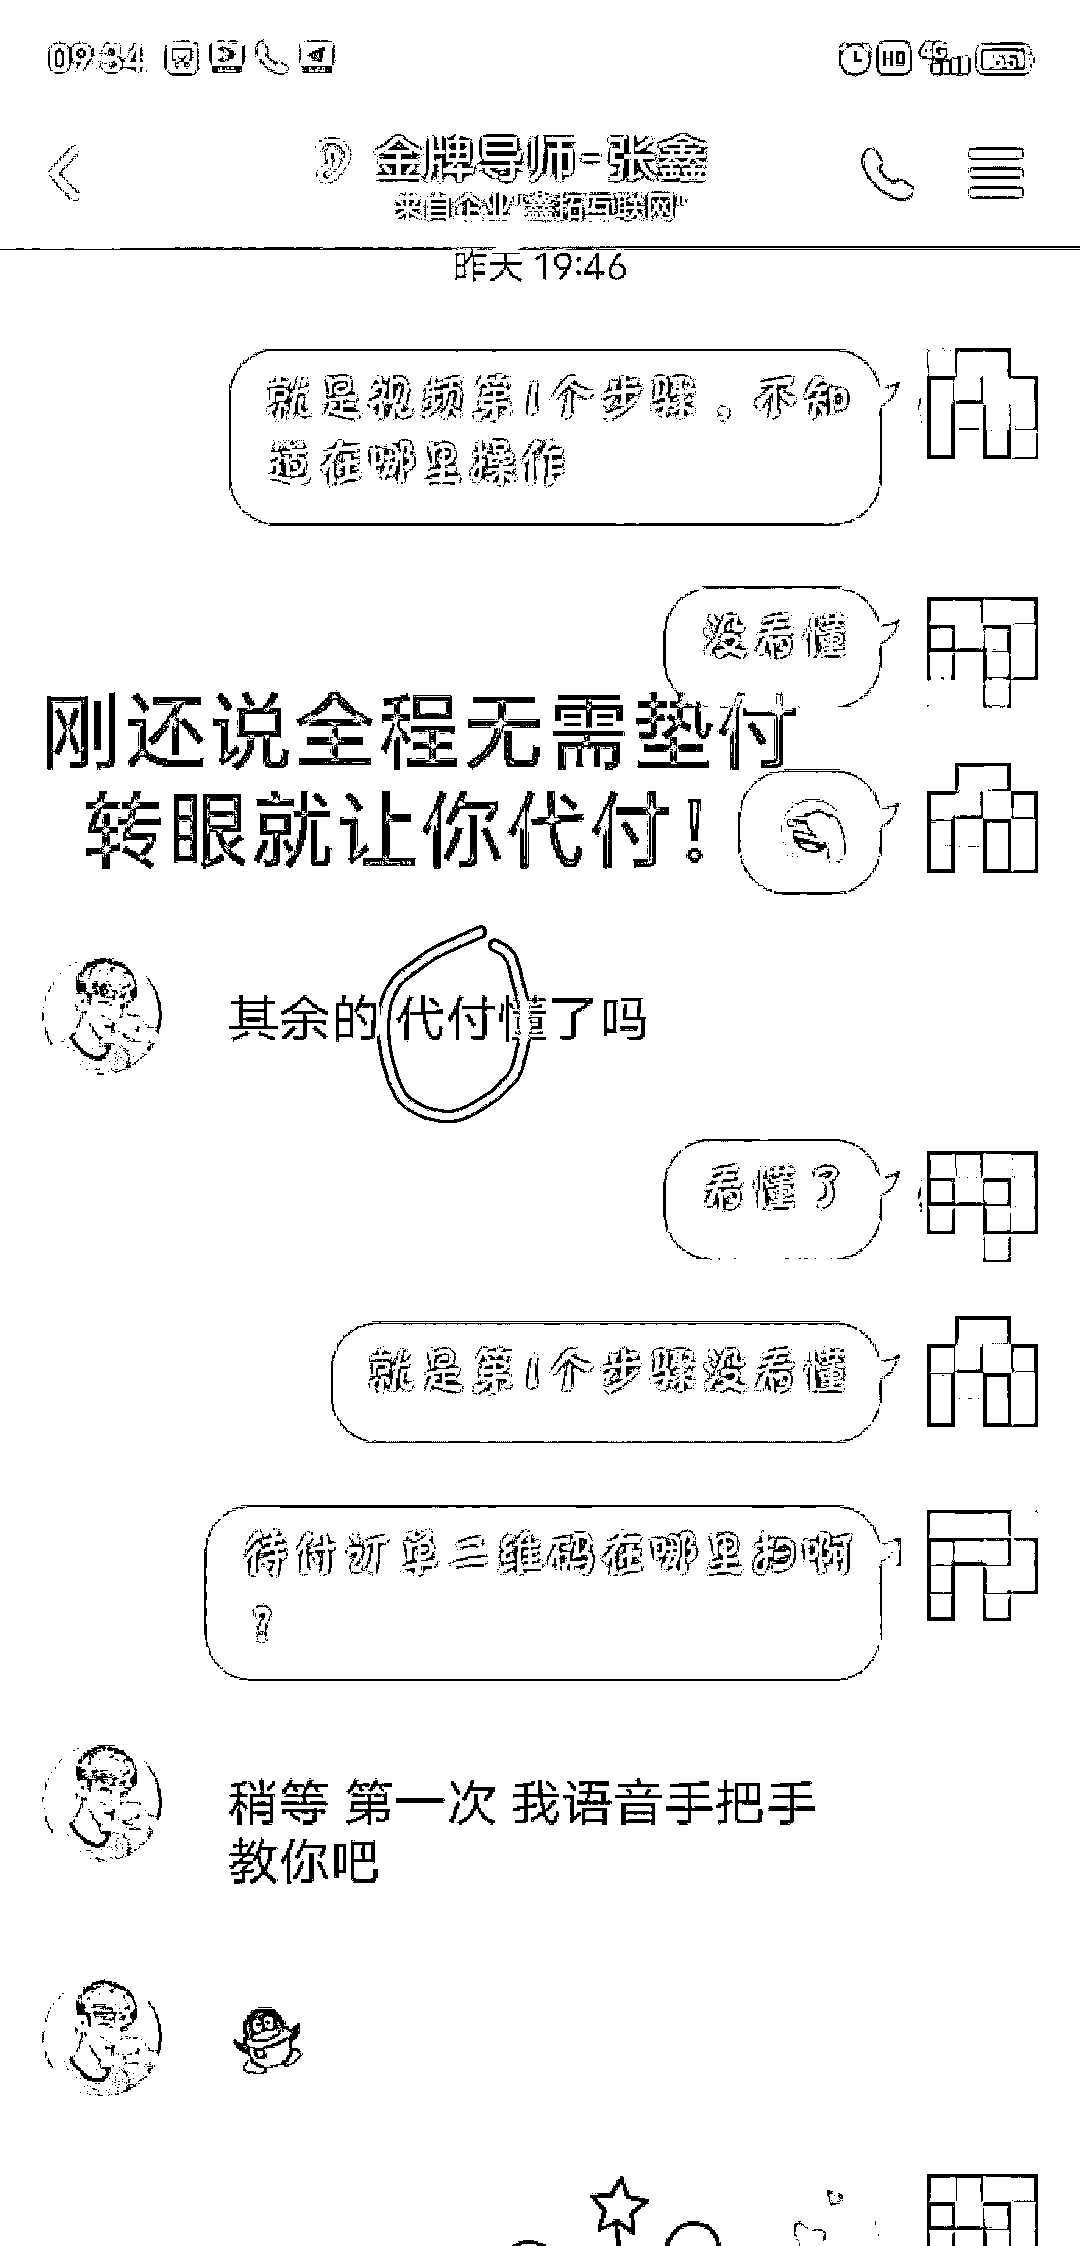 09:34
HD 4G 55
金牌导师-张鑫
来自企业"鑫拓互联网"
昨天 19:46
就是视频第1个步骤，不知
道在哪里操作
没看懂
刚还说全程无需垫付
转眼就让你代付！
其余的 代付懂了吗
看懂了
就是第1个步骤没看懂
待付订单二维码在哪里扫啊
？
稍等 第一次 我语音手把手
教你吧